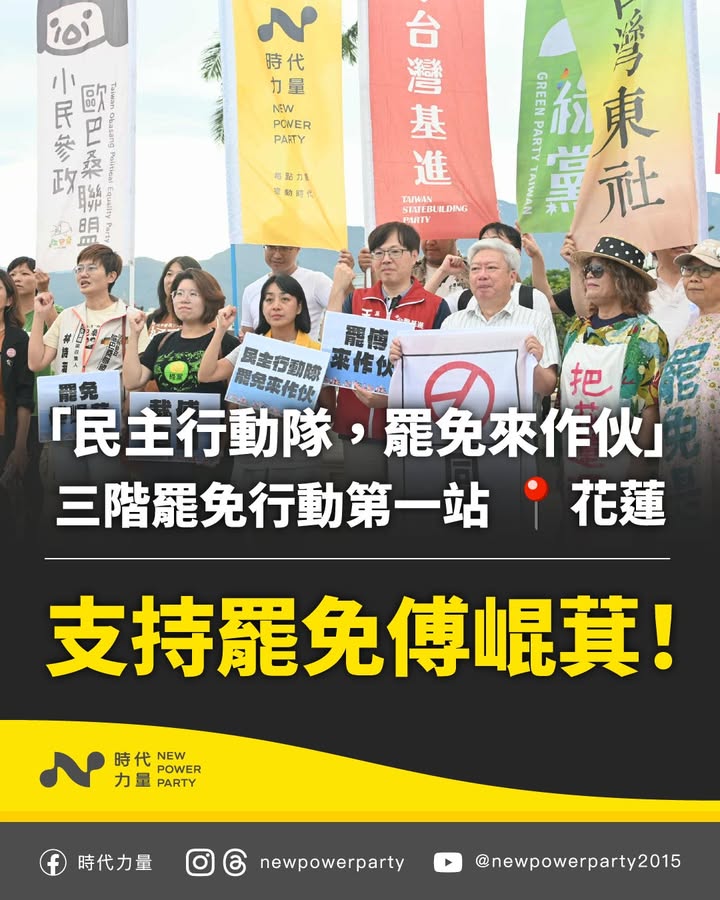 小民參政
歐巴桑聯盟
Taiwan Obasang Political Equality Party
時代
力量
NEW
POWER
PARTY
台灣基進
TAIWAN
STATEBUILDING
PARTY
GREEN PARTY TAIWAN
綠黨
台灣東社
罷免
民主行動隊
罷免來作伙
罷傅
來作伙
「民主行動隊，罷免來作伙」
三階罷免行動第一站 📍 花蓮
支持罷免傅崐萁！
時代
力量
NEW
POWER
PARTY
時代力量
newpowerparty
@newpowerparty2015